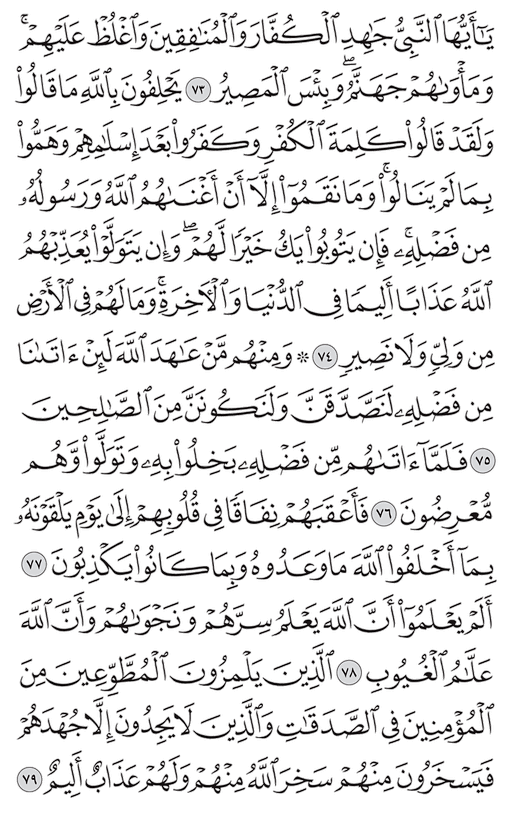 يَـٰٓأَيُّهَا ٱلنَّبِىُّ جَـٰهِدِ ٱلْكُفَّارَ وَٱلْمُنَـٰفِقِينَ وَٱغْلُظْ عَلَيْهِمْ ۚ
وَمَأْوَىٰهُمْ جَهَنَّمُ ۖ وَبِئْسَ ٱلْمَصِيرُ ٧٣ يَحْلِفُونَ بِٱللَّهِ مَا قَالُوا۟
وَلَقَدْ قَالُوا۟ كَلِمَةَ ٱلْكُفْرِ وَكَفَرُوا۟ بَعْدَ إِسْلَـٰمِهِمْ وَهَمُّوا۟
بِمَا لَمْ يَنَالُوا۟ ۚ وَمَا نَقَمُوٓا۟ إِلَّآ أَنْ أَغْنَىٰهُمُ ٱللَّهُ وَرَسُولُهُۥ
مِن فَضْلِهِۦ ۚ فَإِن يَتُوبُوا۟ يَكُ خَيْرًا لَّهُمْ ۖ وَإِن يَتَوَلَّوْا۟ يُعَذِّبْهُمُ
ٱللَّهُ عَذَابًا أَلِيمًا فِى ٱلدُّنْيَا وَٱلْـَٔاخِرَةِ ۚ وَمَا لَهُمْ فِى ٱلْأَرْضِ
مِن وَلِىٍّ وَلَا نَصِيرٍ ٧٤ ۞ وَمِنْهُم مَّنْ عَـٰهَدَ ٱللَّهَ لَئِنْ ءَاتَىٰنَا
مِن فَضْلِهِۦ لَنَصَّدَّقَنَّ وَلَنَكُونَنَّ مِنَ ٱلصَّـٰلِحِينَ
٧٥ فَلَمَّآ ءَاتَىٰهُم مِّن فَضْلِهِۦ بَخِلُوا۟ بِهِۦ وَتَوَلَّوا۟ وَّهُم
مُّعْرِضُونَ ٧٦ فَأَعْقَبَهُمْ نِفَاقًا فِى قُلُوبِهِمْ إِلَىٰ يَوْمِ يَلْقَوْنَهُۥ
بِمَآ أَخْلَفُوا۟ ٱللَّهَ مَا وَعَدُوهُ وَبِمَا كَانُوا۟ يَكْذِبُونَ ٧٧
أَلَمْ يَعْلَمُوٓا۟ أَنَّ ٱللَّهَ يَعْلَمُ سِرَّهُمْ وَنَجْوَىٰهُمْ وَأَنَّ ٱللَّهَ
عَلَّـٰمُ ٱلْغُيُوبِ ٧٨ ٱلَّذِينَ يَلْمِزُونَ ٱلْمُطَّوِّعِينَ مِنَ
ٱلْمُؤْمِنِينَ فِى ٱلصَّدَقَـٰتِ وَٱلَّذِينَ لَا يَجِدُونَ إِلَّا جُهْدَهُمْ
فَيَسْخَرُونَ مِنْهُمْ سَخِرَ ٱللَّهُ مِنْهُمْ وَلَهُمْ عَذَابٌ أَلِيمٌ ٧٩